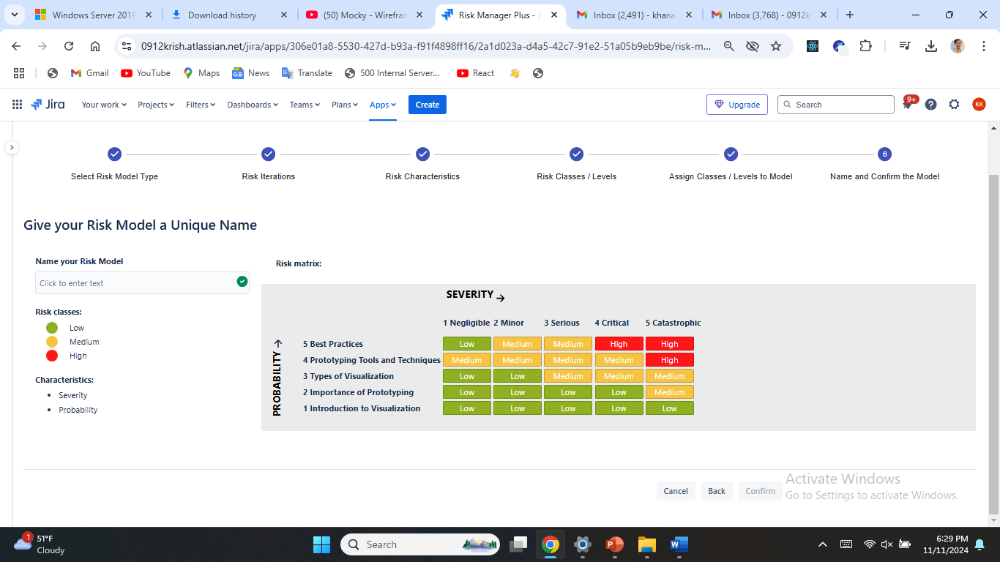 Windows Server 2019
Download history
(50) Mocky - Wirefran
Risk Manager Plus - J
Inbox (2,491) - khana
Inbox (3,768) - 0912k
0912krish.atlassian.net/jira/apps/306e01a8-5530-427d-b93a-f91f4898ff16/2a1d023a-d4a5-42c7-91e2-51a05b9eb9be/risk-m...
Gmail
YouTube
Maps
News
Translate
500 Internal Server...
React
Jira
Your work
Projects
Filters
Dashboards
Teams
Plans
Apps
Create
Upgrade
Search
9+
KK
6
Select Risk Model Type
Risk Iterations
Risk Characteristics
Risk Classes / Levels
Assign Classes / Levels to Model
Name and Confirm the Model
Give your Risk Model a Unique Name
Name your Risk Model
Click to enter text
Risk classes:
Low
Medium
High
Characteristics:
• Severity
• Probability
Risk matrix:
SEVERITY →
PROBABILITY →
1 Negligible 2 Minor 3 Serious 4 Critical 5 Catastrophic
5 Best Practices Low Medium Medium High High
4 Prototyping Tools and Techniques Medium Medium Medium Medium High
3 Types of Visualization Low Low Medium Medium Medium
2 Importance of Prototyping Low Low Low Low Medium
1 Introduction to Visualization Low Low Low Low Low
Cancel
Back
Confirm
Activate Windows
Go to Settings to activate Windows.
1
51°F
Cloudy
Search
6:29 PM
11/11/2024